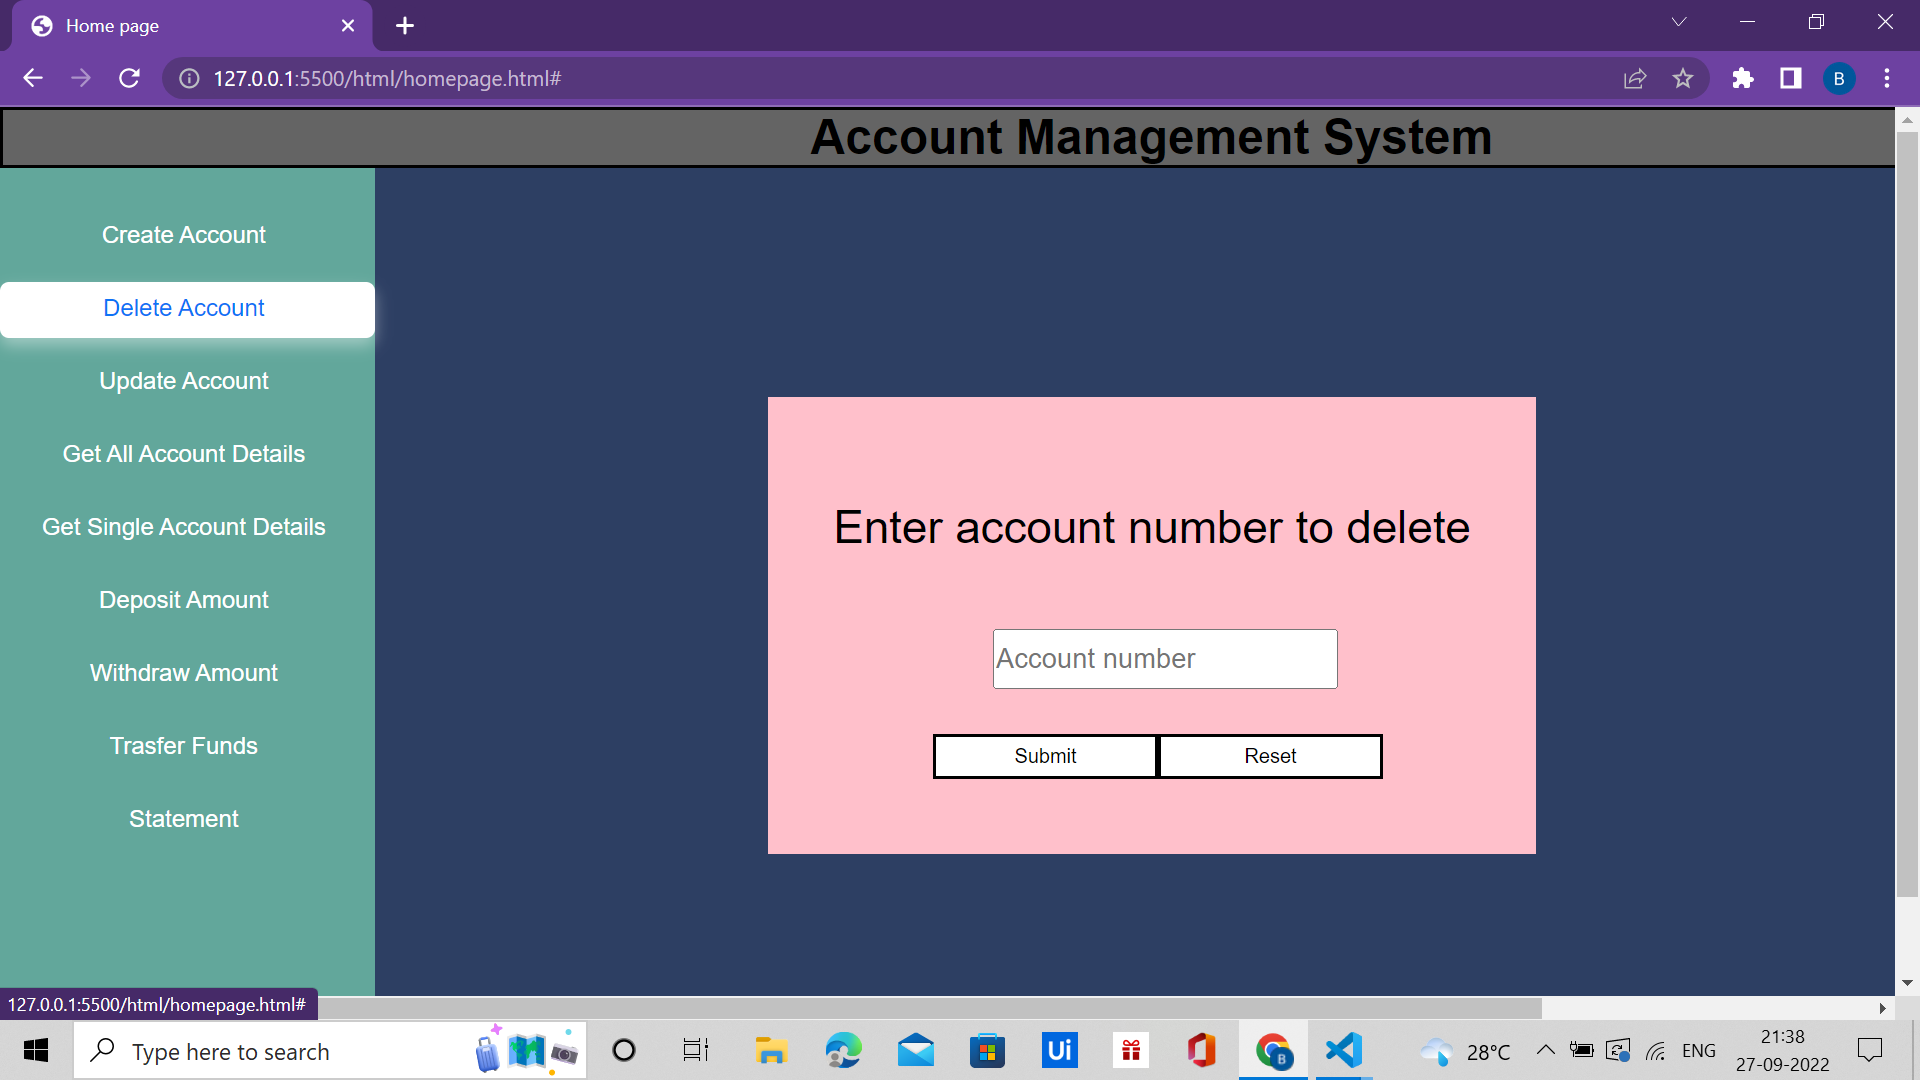 Home page
127.0.0.1:5500/html/homepage.html#
B
Account Management System
Create Account
Delete Account
Update Account
Get All Account Details
Get Single Account Details
Deposit Amount
Withdraw Amount
Trasfer Funds
Statement
Enter account number to delete
Account number
Submit
Reset
127.0.0.1:5500/html/homepage.html#
Type here to search
Ui
B
28°C
ENG
21:38
27-09-2022